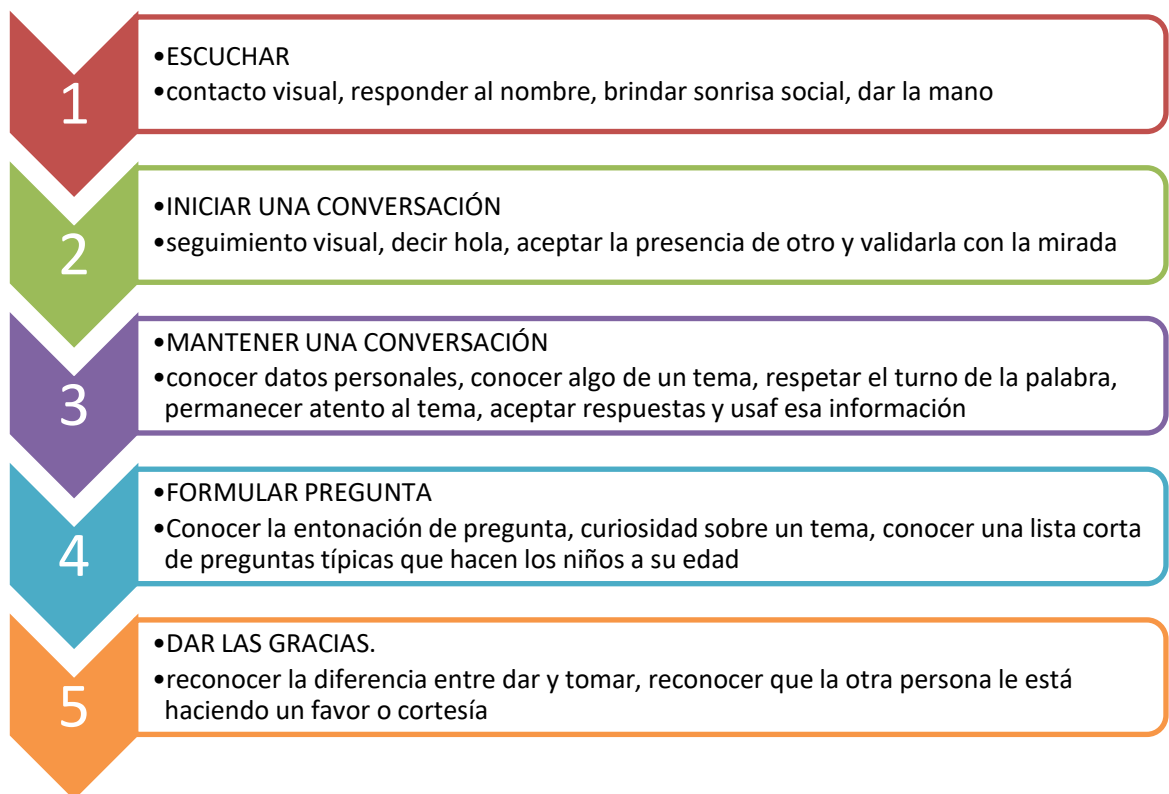 1
•ESCUCHAR
•contacto visual, responder al nombre, brindar sonrisa social, dar la mano
2
•INICIAR UNA CONVERSACIÓN
•seguimiento visual, decir hola, aceptar la presencia de otro y validarla con la mirada
3
•MANTENER UNA CONVERSACIÓN
•conocer datos personales, conocer algo de un tema, respetar el turno de la palabra,
permanecer atento al tema, aceptar respuestas y usaf esa información
4
•FORMULAR PREGUNTA
•Conocer la entonación de pregunta, curiosidad sobre un tema, conocer una lista corta
de preguntas típicas que hacen los niños a su edad
5
•DAR LAS GRACIAS.
•reconocer la diferencia entre dar y tomar, reconocer que la otra persona le está
haciendo un favor o cortesía